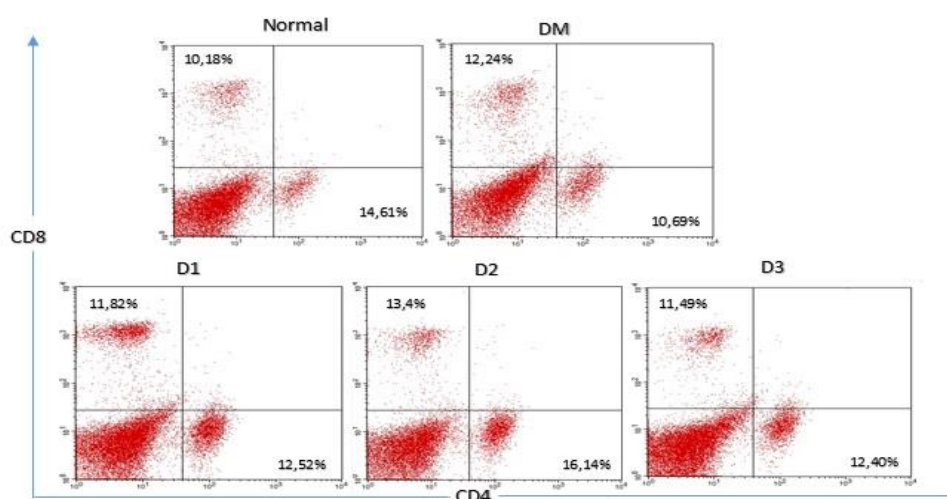 Normal
DM
10,18%
12,24%
14,61%
10,69%
CD8
D1
D2
D3
11,82%
13,4%
11,49%
12,52%
16,14%
12,40%
CD4